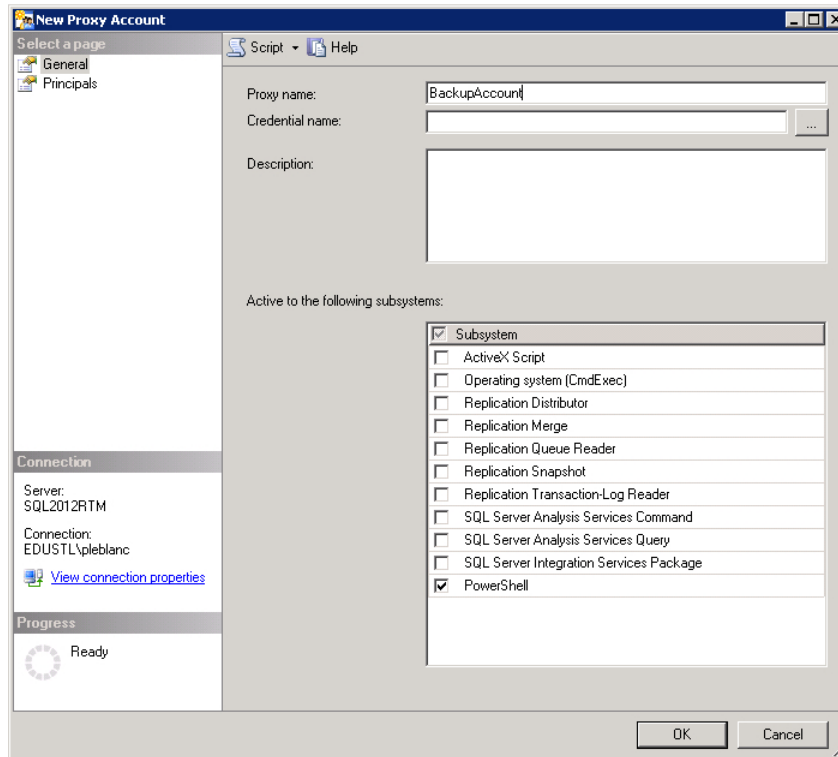 New Proxy Account
Select a page
General
Principals
Script
Help
Proxy name:
BackupAccount
Credential name:
...
Description:
Active to the following subsystems:
Subsystem
ActiveX Script
Operating system (CmdExec)
Replication Distributor
Replication Merge
Replication Queue Reader
Replication Snapshot
Replication Transaction-Log Reader
SQL Server Analysis Services Command
SQL Server Analysis Services Query
SQL Server Integration Services Package
PowerShell
Connection
Server:
SQL2012RTM
Connection:
EDUSTL\pleblanc
View connection properties
Progress
Ready
OK
Cancel